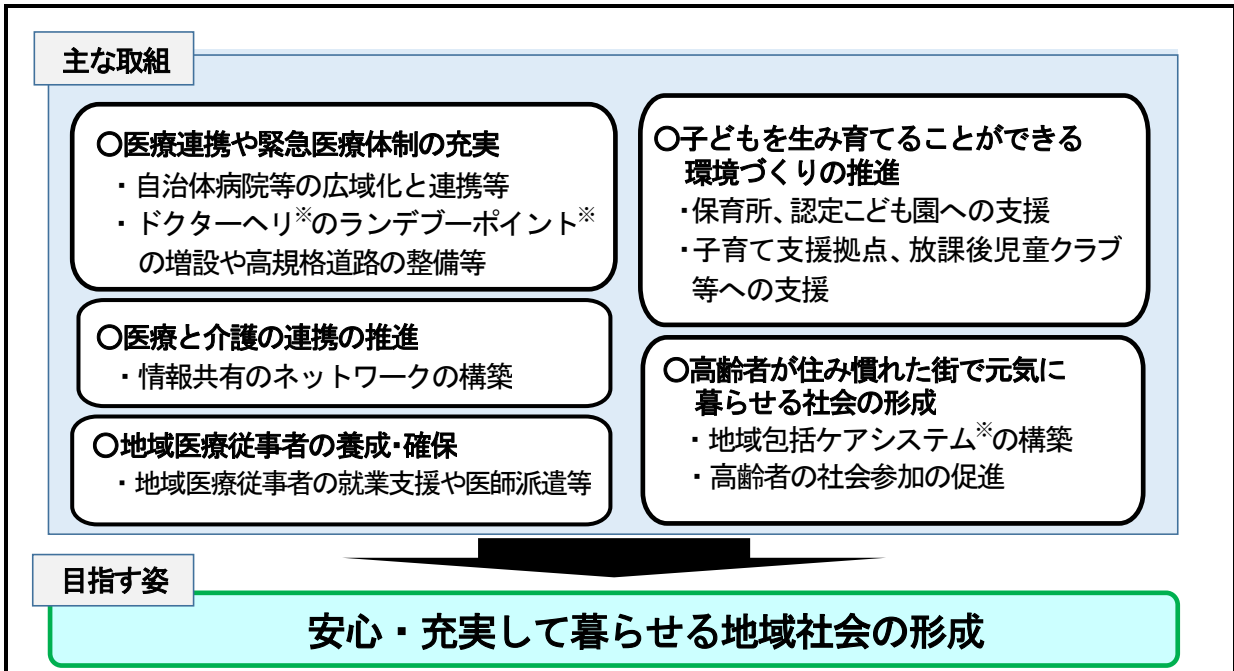 主な取組
〇医療連携や緊急医療体制の充実
・自治体病院等の広域化と連携等
・ドクターヘリ※のランデブーポイント※
の増設や高規格道路の整備等
〇医療と介護の連携の推進
・情報共有のネットワークの構築
〇地域医療従事者の養成・確保
・地域医療従事者の就業支援や医師派遣等
〇子どもを生み育てることができる
環境づくりの推進
・保育所、認定こども園への支援
・子育て支援拠点、放課後児童クラブ
等への支援
〇高齢者が住み慣れた街で元気に
暮らせる社会の形成
・地域包括ケアシステム※の構築
・高齢者の社会参加の促進
目指す姿
安心・充実して暮らせる地域社会の形成